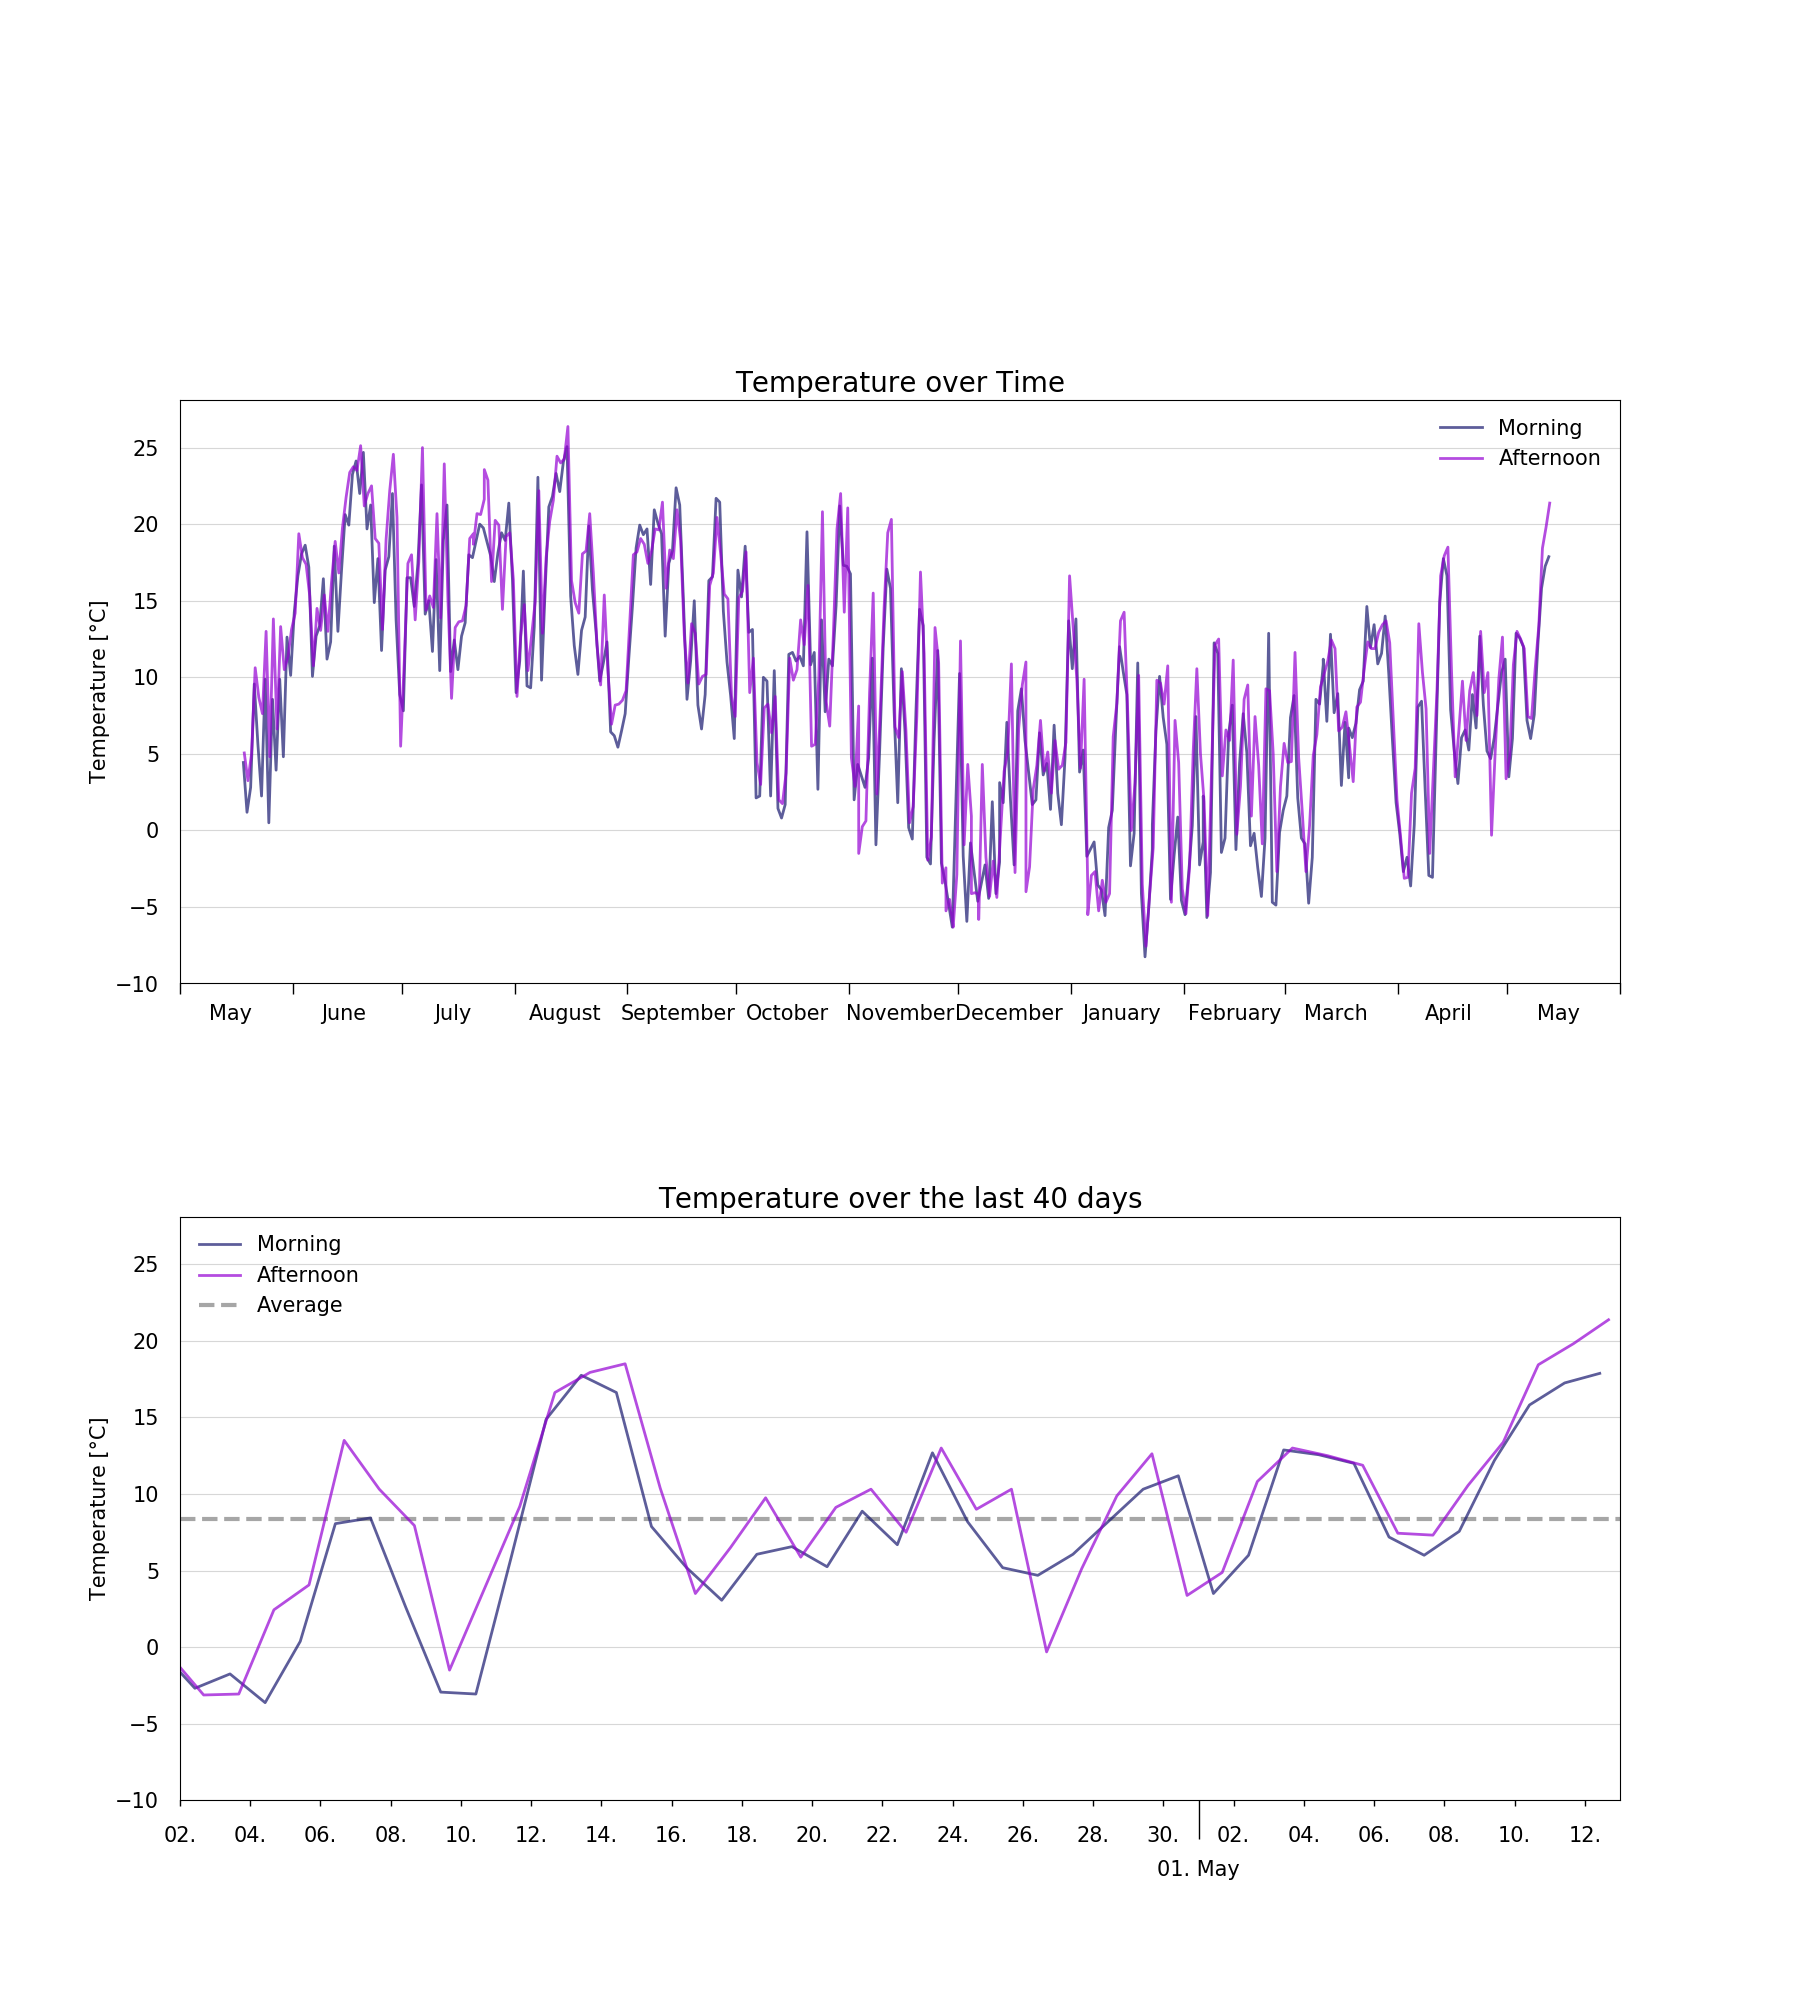 Temperature over Time
Morning
Afternoon
Temperature [°C]
25
20
15
10
5
0
−5
−10
May June July August September October November December January February March April May
Temperature over the last 40 days
Morning
Afternoon
Average
Temperature [°C]
25
20
15
10
5
0
−5
−10
02. 04. 06. 08. 10. 12. 14. 16. 18. 20. 22. 24. 26. 28. 30. 02. 04. 06. 08. 10. 12.
01. May